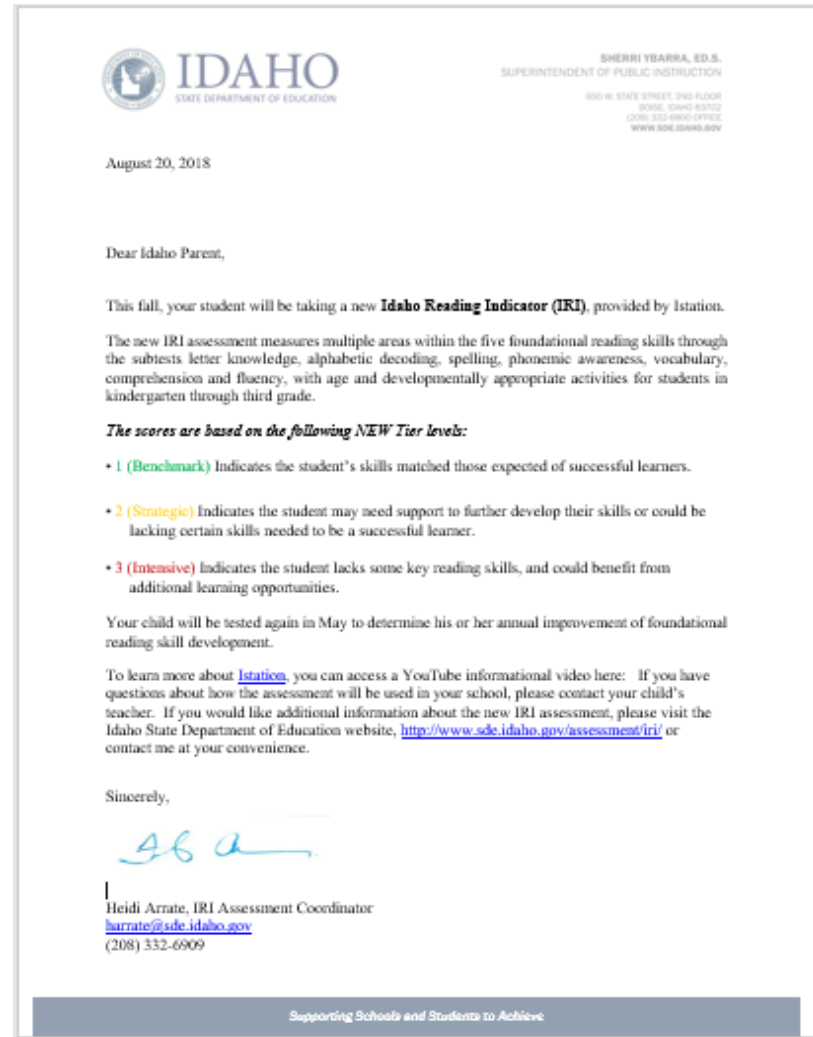 IDAHO
STATE DEPARTMENT OF EDUCATION
SHERRI YBARRA, ED.S.
SUPERINTENDENT OF PUBLIC INSTRUCTION
650 W. STATE STREET, 2ND FLOOR
BOISE, IDAHO 83702
(208) 332-6800 OFFICE
WWW.SDE.IDAHO.GOV
August 20, 2018
Dear Idaho Parent,
This fall, your student will be taking a new Idaho Reading Indicator (IRI), provided by Istation.
The new IRI assessment measures multiple areas within the five foundational reading skills through
the subtests letter knowledge, alphabetic decoding, spelling, phonemic awareness, vocabulary,
comprehension and fluency, with age and developmentally appropriate activities for students in
kindergarten through third grade.
The scores are based on the following NEW Tier levels:
• 1 (Benchmark) Indicates the student's skills matched those expected of successful learners.
• 2 (Strategic) Indicates the student may need support to further develop their skills or could be
lacking certain skills needed to be a successful learner.
• 3 (Intensive) Indicates the student lacks some key reading skills, and could benefit from
additional learning opportunities.
Your child will be tested again in May to determine his or her annual improvement of foundational
reading skill development.
To learn more about Istation, you can access a YouTube informational video here: If you have
questions about how the assessment will be used in your school, please contact your child's
teacher. If you would like additional information about the new IRI assessment, please visit the
Idaho State Department of Education website, http://www.sde.idaho.gov/assessment/iri/ or
contact me at your convenience.
Sincerely,
Heidi Arrate, IRI Assessment Coordinator
harrate@sde.idaho.gov
(208) 332-6909
Supporting Schools and Students to Achieve